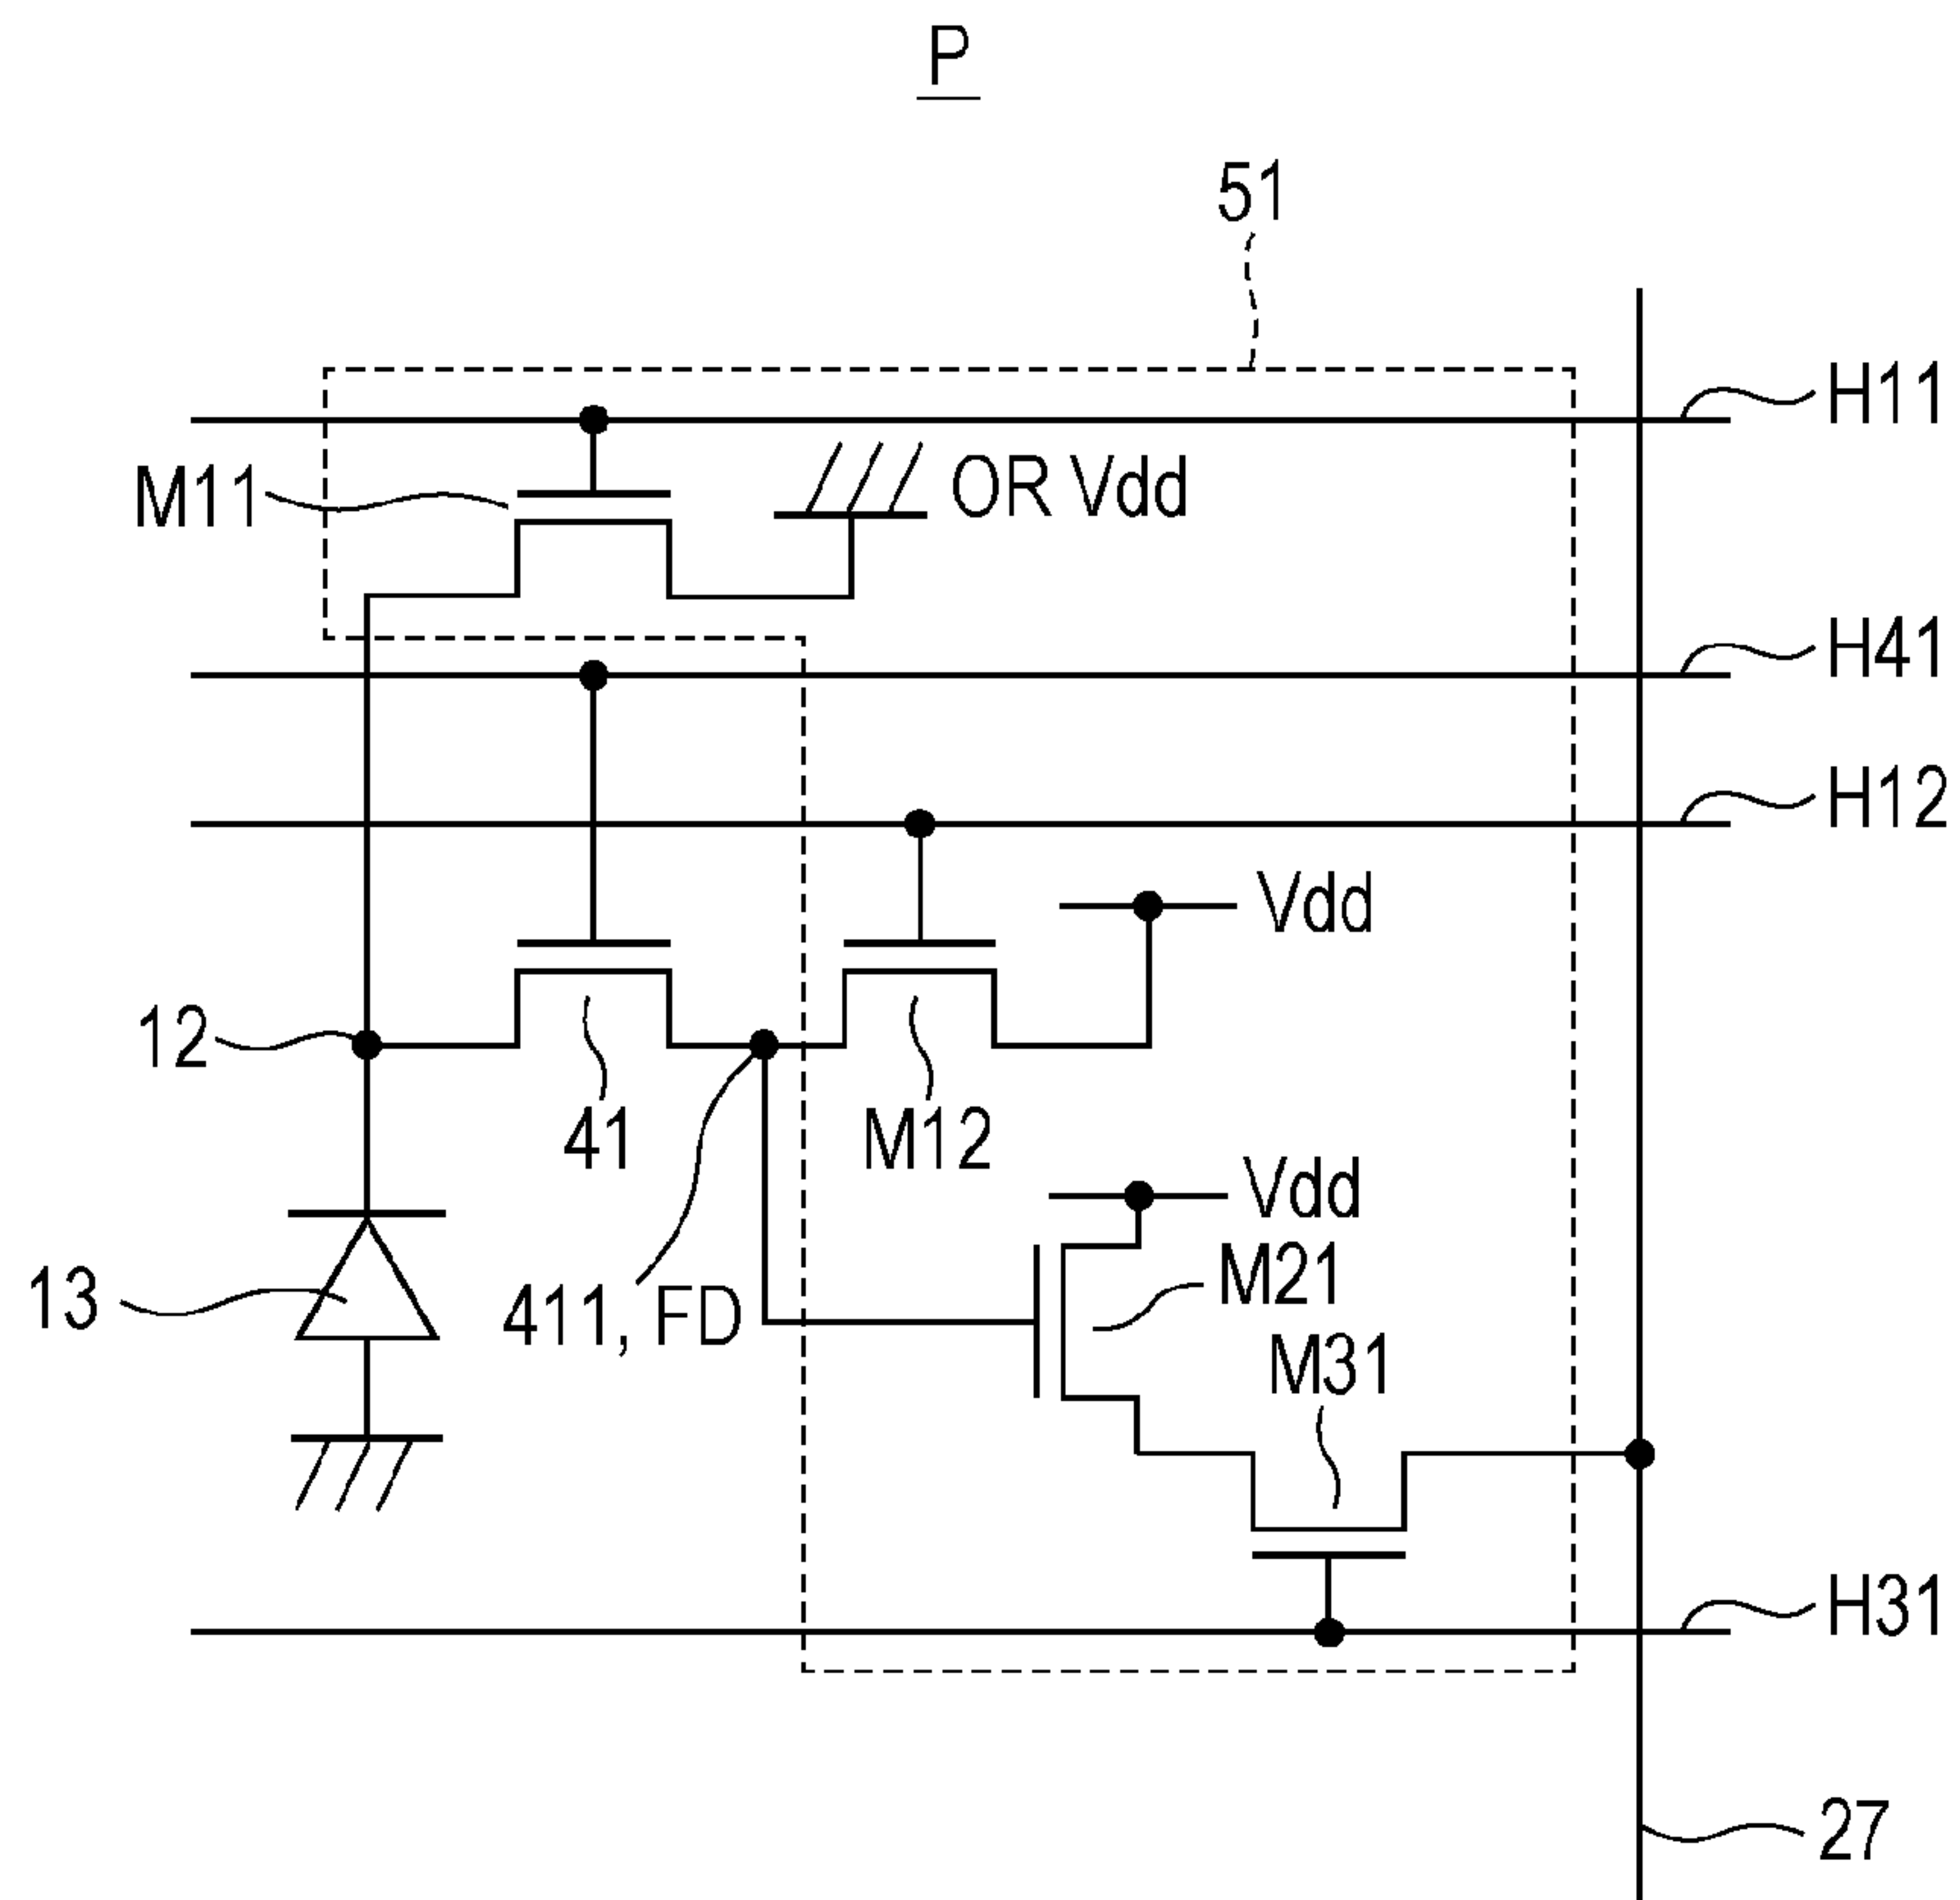 P
51
H11
M11
OR Vdd
H41
H12
Vdd
12
41
M12
Vdd
M21
13
411, FD
M31
H31
27